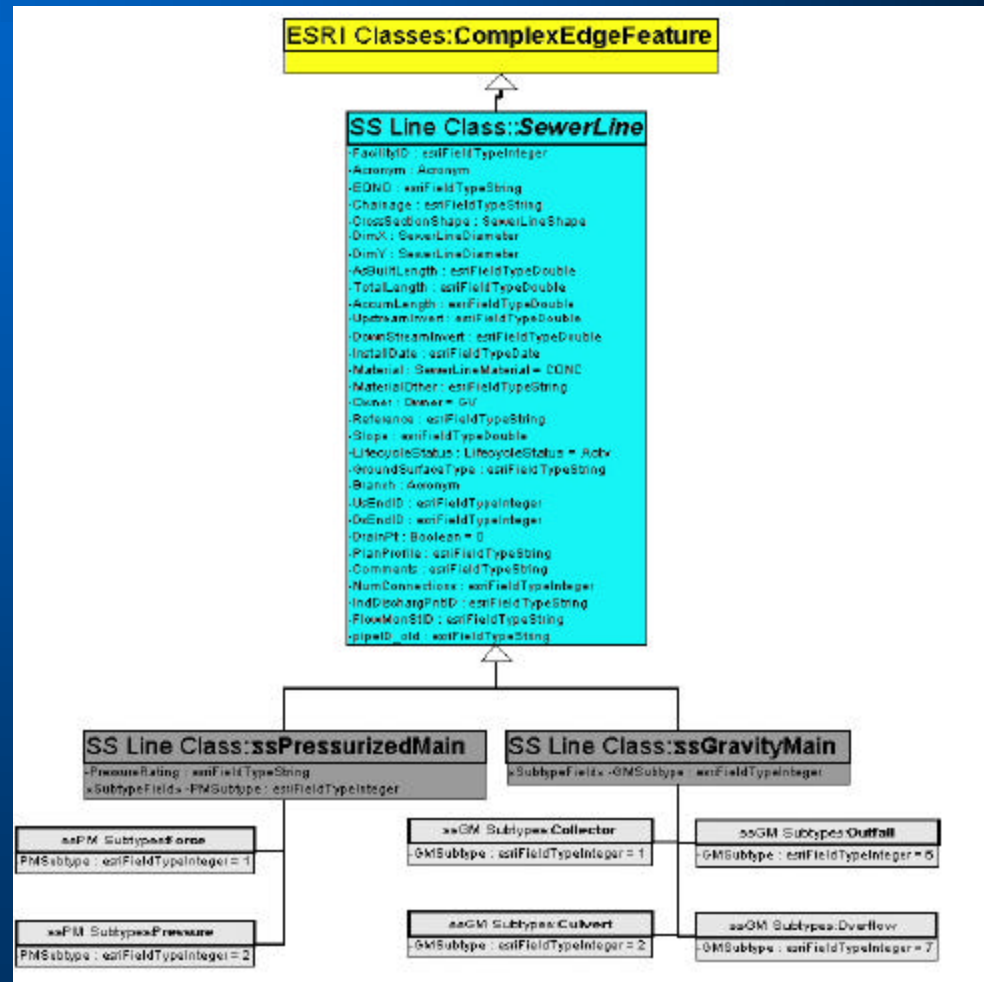 ESRI Classes:ComplexEdgeFeature
SS Line Class::SewerLine
-FacilityID : esriFieldTypeInteger
-Acronym : Acronym
-EQNO : esriFieldTypeString
-Chainage : esriFieldTypeString
-CrossSectionShape : SewerLineShape
-DimX : SewerLineDiameter
-DimY : SewerLineDiameter
-AsBuiltLength : esriFieldTypeDouble
-TotalLength : esriFieldTypeDouble
-AccumLength : esriFieldTypeDouble
-UpstreamInvert : esriFieldTypeDouble
-DownStreamInvert : esriFieldTypeDouble
-InstallDate : esriFieldTypeDate
-Material : SewerLineMaterial = CONC
-MaterialOther : esriFieldTypeString
-Owner : Owner = GV
-Reference : esriFieldTypeString
-Slope : esriFieldTypeDouble
-LifecycleStatus : LifecycleStatus = Activ
-GroundSurfaceType : esriFieldTypeString
-Branch : Acronym
-UsEndID : esriFieldTypeInteger
-DsEndID : esriFieldTypeInteger
-DrainPt : Boolean = 0
-PlanProfile : esriFieldTypeString
-Comments : esriFieldTypeString
-NumConnections : esriFieldTypeInteger
-IndDischargPntID : esriFieldTypeString
-FlowMonStID : esriFieldTypeString
-pipeID_old : esriFieldTypeString
SS Line Class:ssPressurizedMain
-PressureRating : esriFieldTypeString
«SubtypeField» -PMSubtype : esriFieldTypeInteger
SS Line Class:ssGravityMain
«SubtypeField» -GMSubtype : esriFieldTypeInteger
ssPM Subtypes:Force
PMSubtype : esriFieldTypeInteger = 1
ssPM Subtypes:Pressure
PMSubtype : esriFieldTypeInteger = 2
ssGM Subtypes:Collector
-GMSubtype : esriFieldTypeInteger = 1
ssGM Subtypes:Outfall
-GMSubtype : esriFieldTypeInteger = 6
ssGM Subtypes:Culvert
-GMSubtype : esriFieldTypeInteger = 2
ssGM Subtypes:Overflow
-GMSubtype : esriFieldTypeInteger = 7